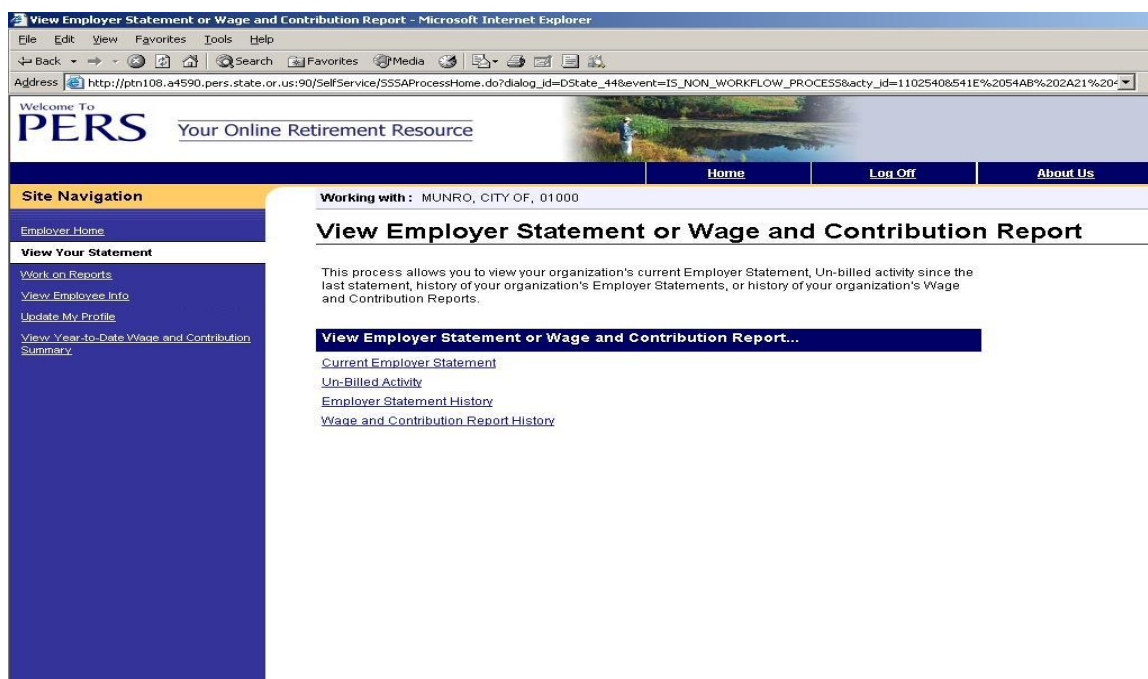 View Employer Statement or Wage and Contribution Report - Microsoft Internet Explorer
File Edit View Favorites Tools Help
Back Search Favorites Media
Address http://ptn108.a4590.pers.state.or.us:90/SelfService/SSSAProcessHome.do?dialog_id=DState_44&event=IS_NON_WORKFLOW_PROCESS&acty_id=11025408541E%2054AB%202A21%204
Welcome To
PERS Your Online Retirement Resource
Home Log Off About Us
Site Navigation
Working with : MUNRO, CITY OF, 01000
Employer Home
View Your Statement
Work on Reports
View Employee Info
Update My Profile
View Year-to-Date Wage and Contribution
Summary
View Employer Statement or Wage and Contribution Report
This process allows you to view your organization's current Employer Statement, Un-billed activity since the
last statement, history of your organization's Employer Statements, or history of your organization's Wage
and Contribution Reports.
View Employer Statement or Wage and Contribution Report...
Current Employer Statement
Un-Billed Activity
Employer Statement History
Wage and Contribution Report History